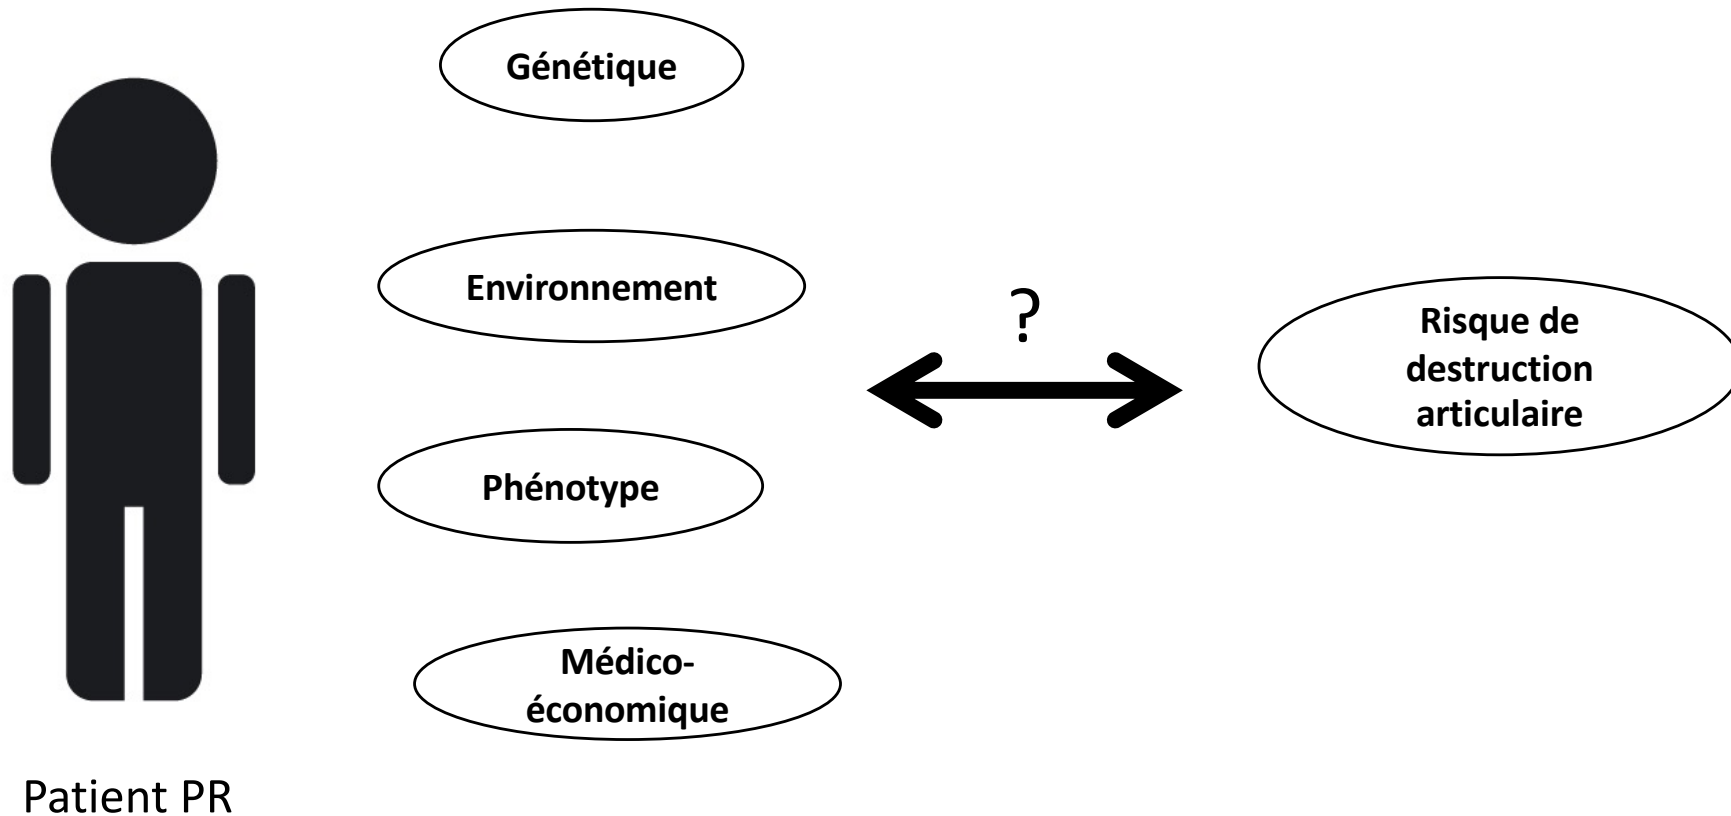 Génétique
Environnement
?
Risque de
destruction
articulaire
Phénotype
Médico-
économique
Patient PR